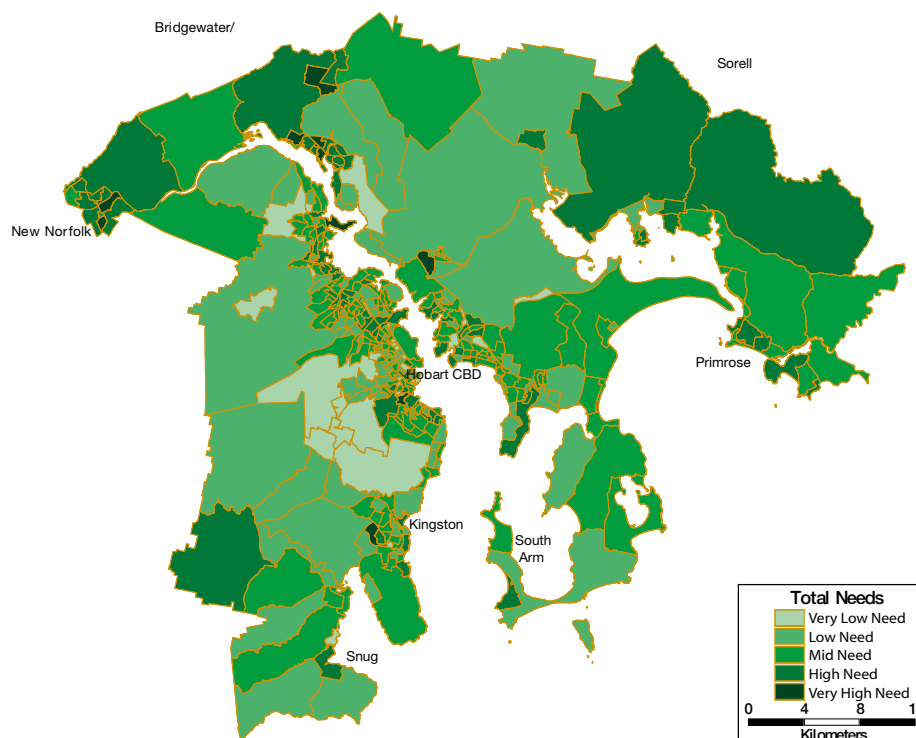 Bridgewater/
Sorell
New Norfolk
Primrose
Hobart CBD
Kingston
South
Arm
Snug
Total Needs
Very Low Need
Low Need
Mid Need
High Need
Very High Need
0 4 8 1
Kilometers